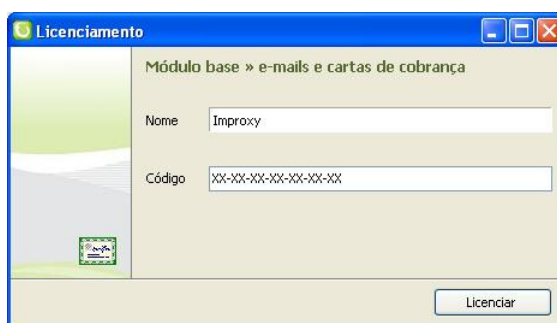 Licenciamento
Módulo base » e-mails e cartas de cobrança
Nome Improxy
Código XX-XX-XX-XX-XX-XX-XX
Licenciar